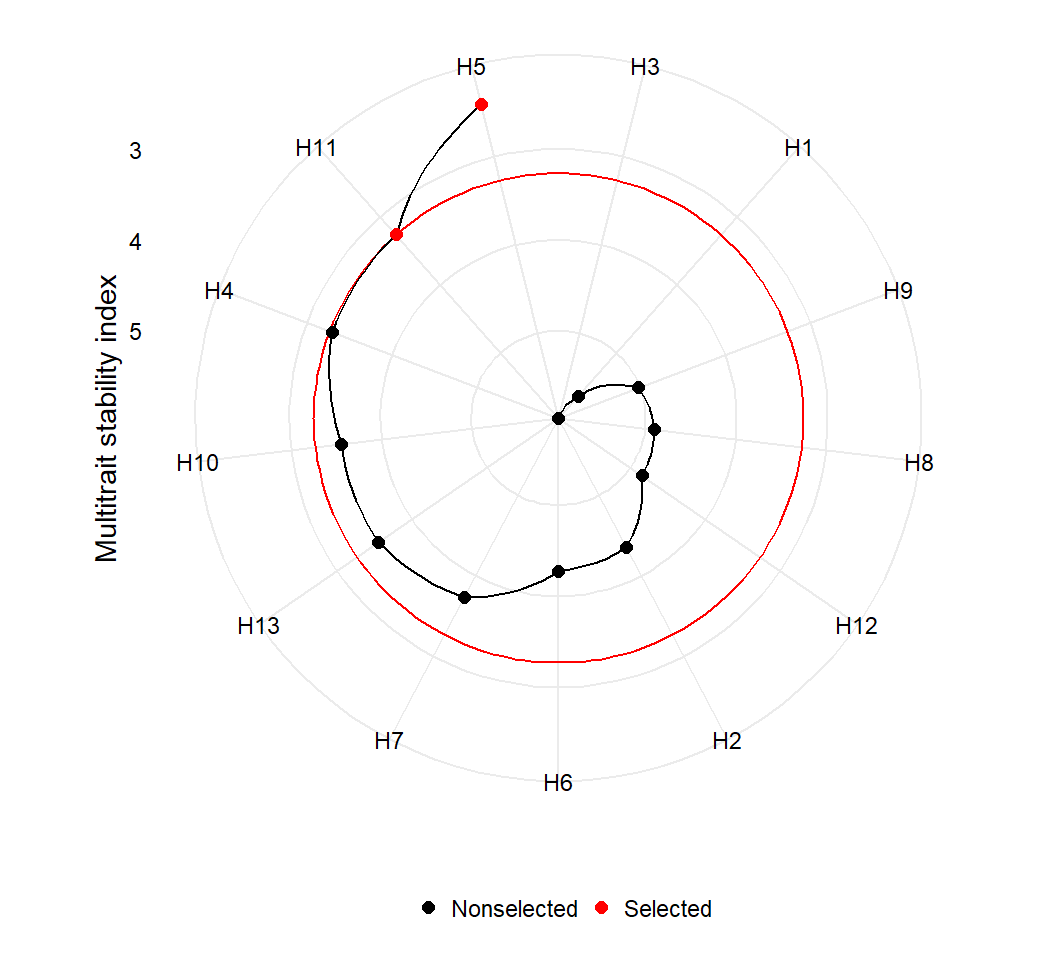 H5
H3
H11
H1
3
4
H4
H9
5
Multitrait stability index
H10
H8
H13
H12
H7
H2
H6
Nonselected
Selected